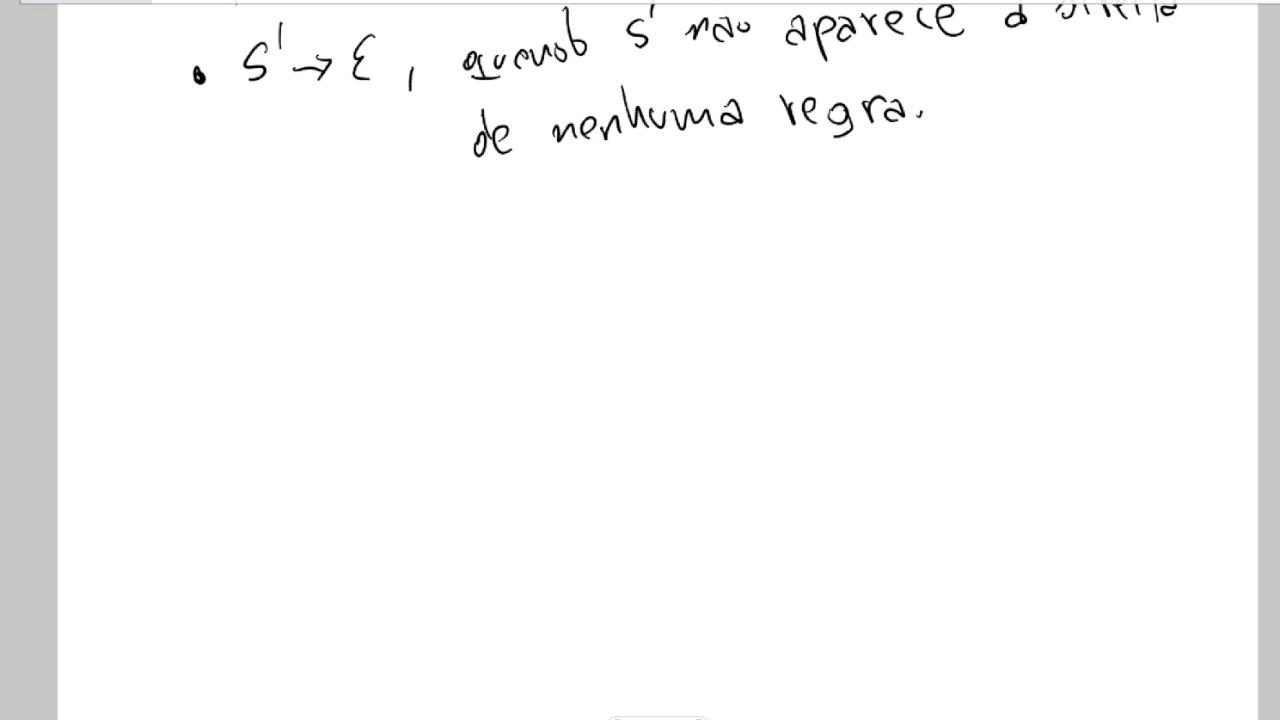 • S' → ε, quando S' não aparece à direita
de nenhuma regra.